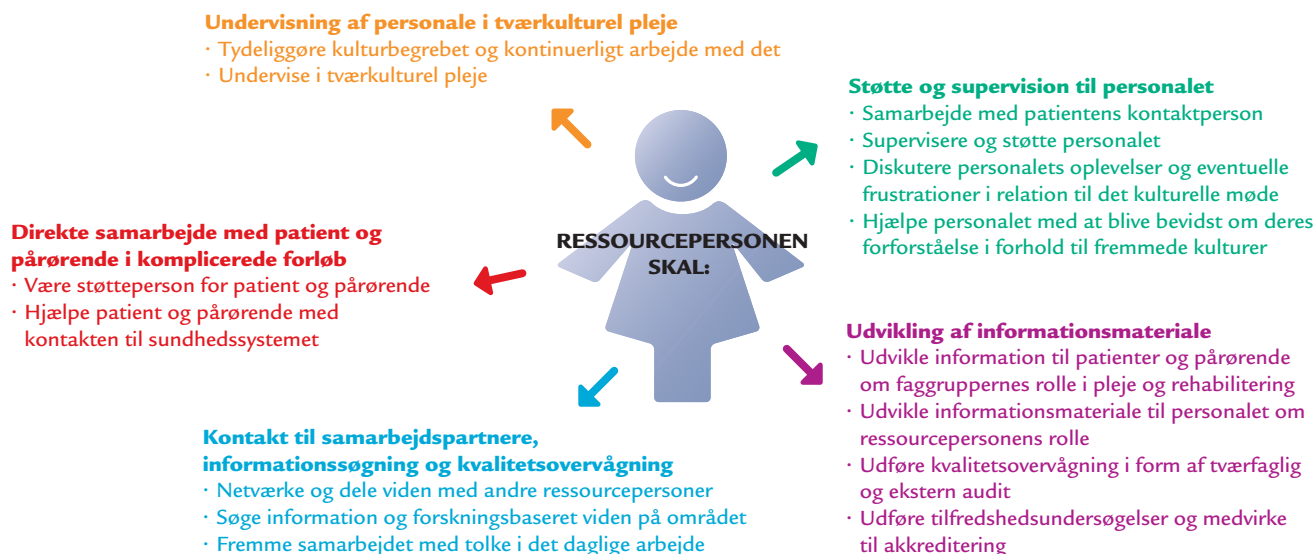 Undervisning af personale i tværkulturel pleje
· Tydeliggøre kulturbegrebet og kontinuerligt arbejde med det
· Undervise i tværkulturel pleje
Støtte og supervision til personalet
· Samarbejde med patientens kontaktperson
· Supervisere og støtte personalet
· Diskutere personalets oplevelser og eventuelle
frustrationer i relation til det kulturelle møde
· Hjælpe personalet med at blive bevidst om deres
forforståelse i forhold til fremmede kulturer
RESSOURCEPERSONEN
SKAL:
Direkte samarbejde med patient og
pårørende i komplicerede forløb
· Være støtteperson for patient og pårørende
· Hjælpe patient og pårørende med
kontakten til sundhedssystemet
Udvikling af informationsmateriale
· Udvikle information til patienter og pårørende
om faggruppernes rolle i pleje og rehabilitering
· Udvikle informationsmateriale til personalet om
ressourcepersonens rolle
· Udføre kvalitetsovervågning i form af tværfaglig
og ekstern audit
· Udføre tilfredshedsundersøgelser og medvirke
til akkreditering
Kontakt til samarbejdspartnere,
informationssøgning og kvalitetsovervågning
· Netværke og dele viden med andre ressourcepersoner
· Søge information og forskningsbaseret viden på området
· Fremme samarbejdet med tolke i det daglige arbejde